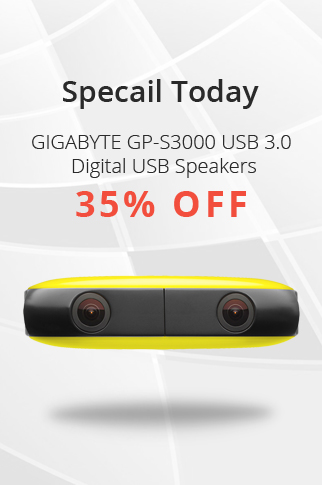 Specail Today
GIGABYTE GP-S3000 USB 3.0
Digital USB Speakers
35% OFF